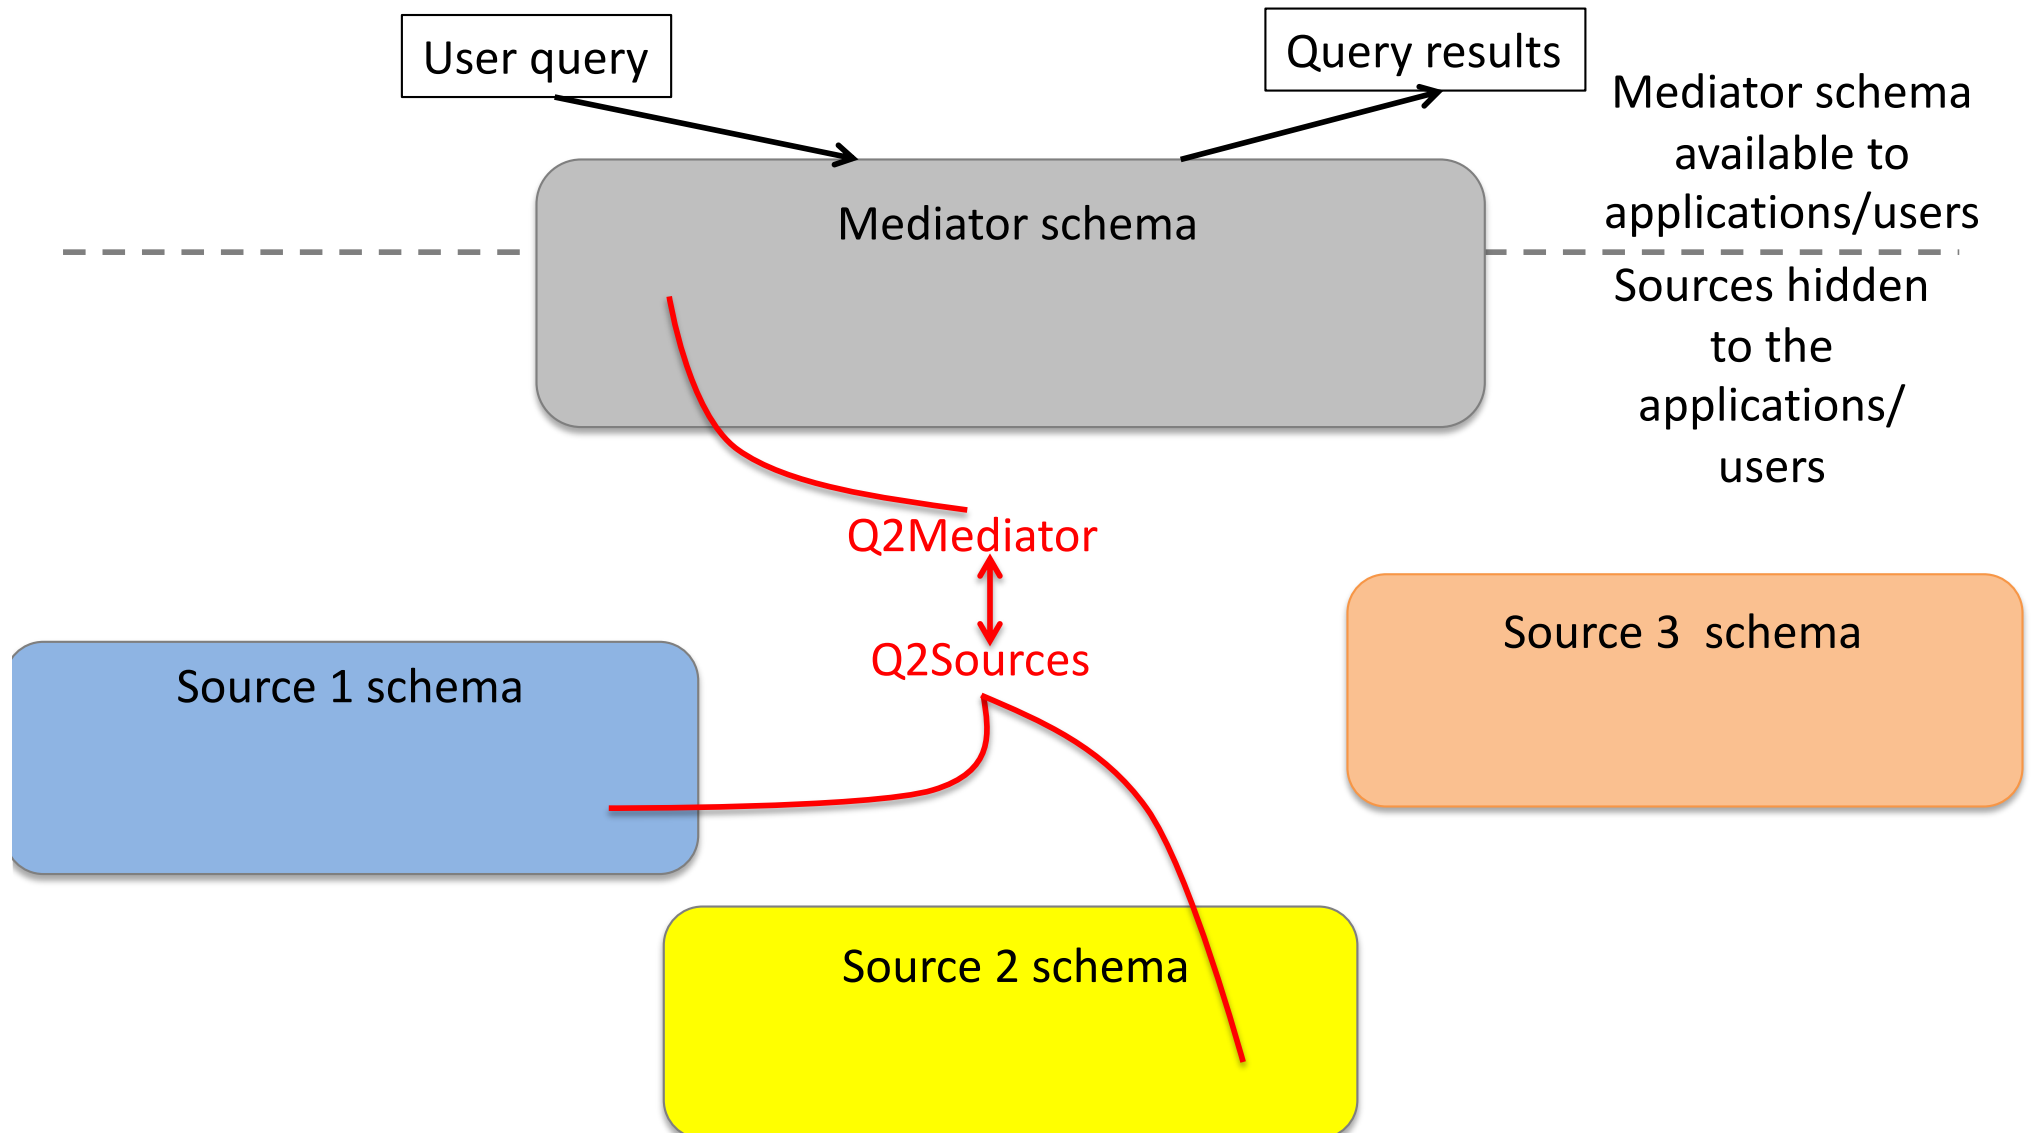 User query
Query results
Mediator schema
available to
applications/users
Mediator schema
Sources hidden
to the
applications/
users
Q2Mediator
Q2Sources
Source 3  schema
Source 1 schema
Source 2 schema